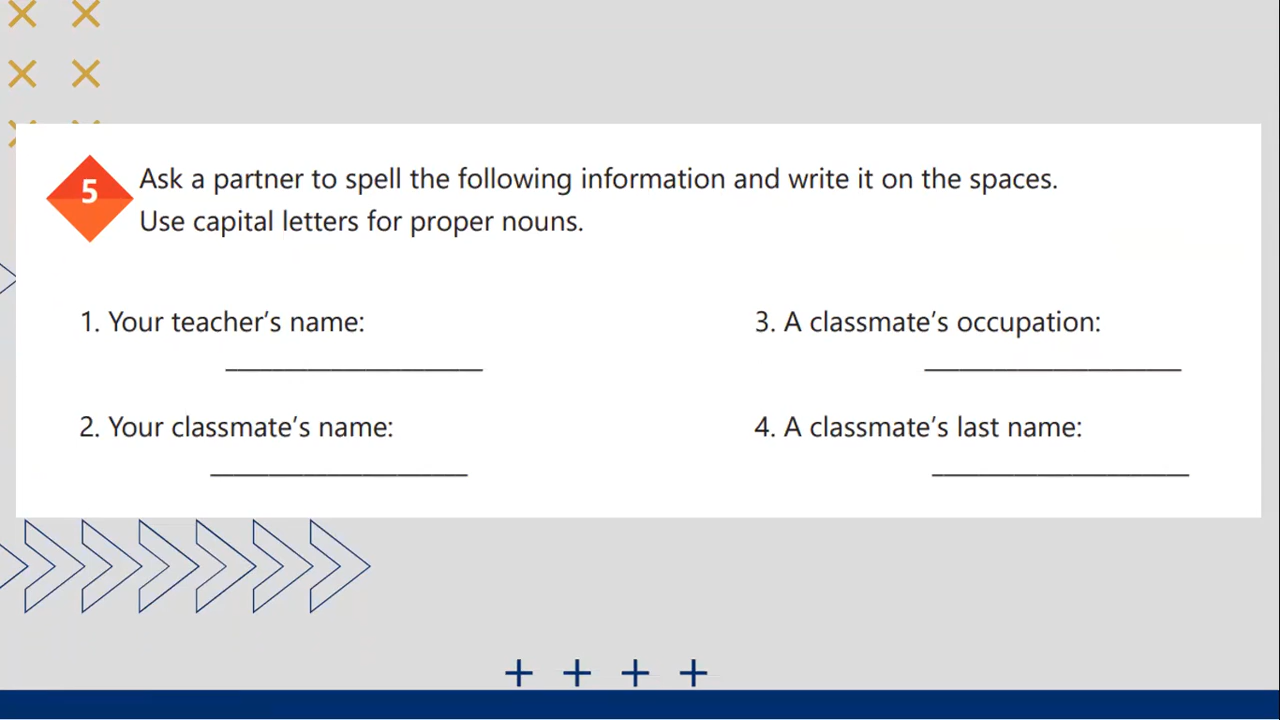 5
Ask a partner to spell the following information and write it on the spaces.
Use capital letters for proper nouns.
1. Your teacher’s name:
2. Your classmate’s name:
3. A classmate’s occupation:
4. A classmate’s last name: